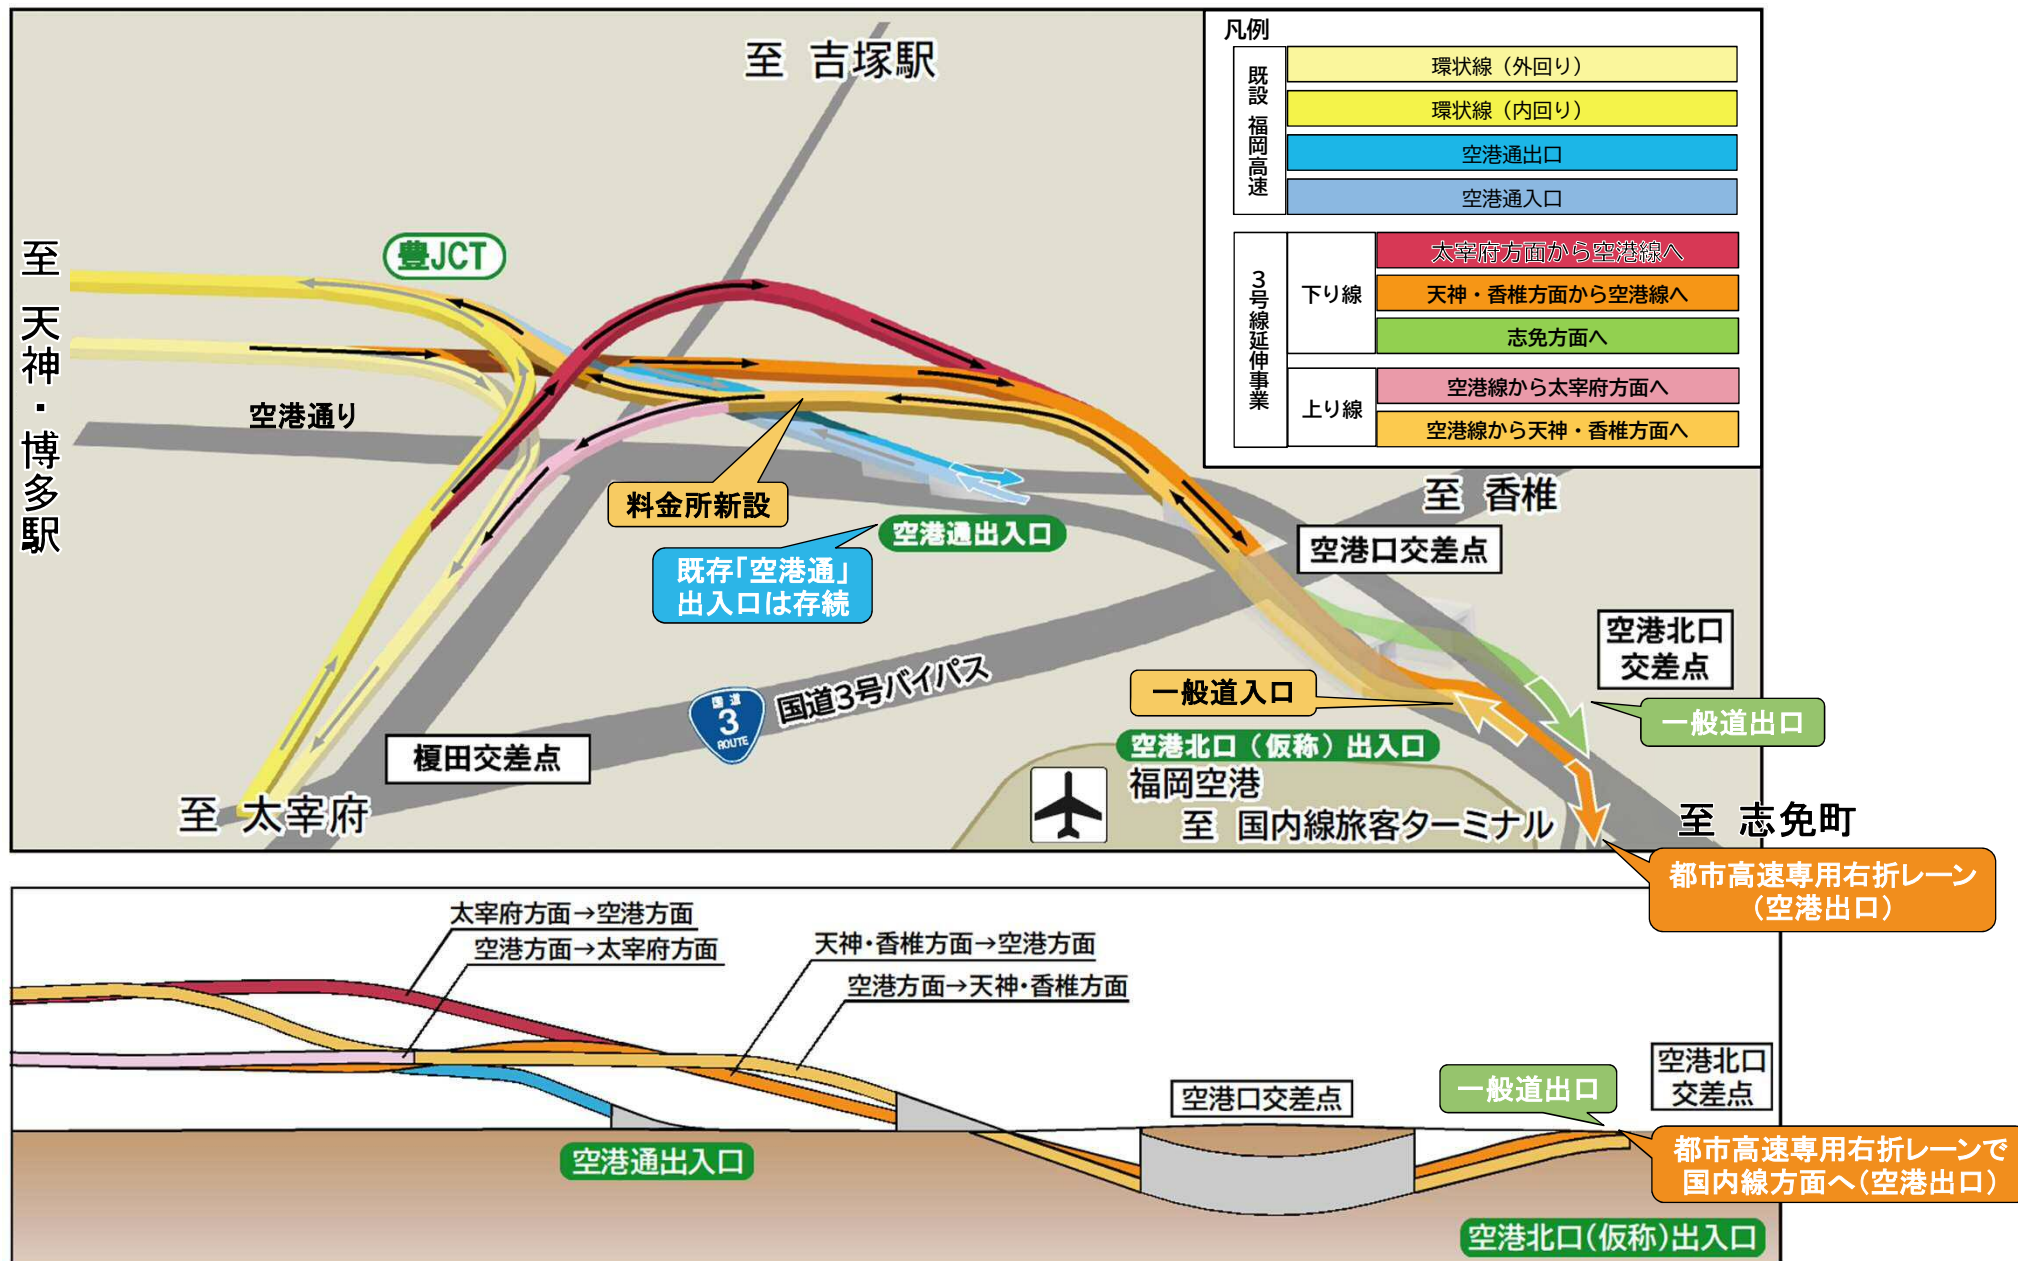 至 吉塚駅
凡例
既設 福岡高速
環状線（外回り）
環状線（内回り）
空港通出口
空港通入口
3号線延伸事業
下り線
太宰府方面から空港線へ
天神・香椎方面から空港線へ
志免方面へ
上り線
空港線から太宰府方面へ
空港線から天神・香椎方面へ
至 天神・博多駅
豊JCT
空港通り
料金所新設
既存「空港通」
出入口は存続
空港通出入口
至 香椎
空港口交差点
空港北口
交差点
一般道入口
一般道出口
国道
3
ROUTE
国道3号バイパス
榎田交差点
空港北口（仮称）出入口
福岡空港
至 国内線旅客ターミナル
至 太宰府
至 志免町
都市高速専用右折レーン
（空港出口）
太宰府方面→空港方面
空港方面→太宰府方面
天神・香椎方面→空港方面
空港方面→天神・香椎方面
空港口交差点
一般道出口
空港北口
交差点
空港通出入口
都市高速専用右折レーンで
国内線方面へ（空港出口）
空港北口（仮称）出入口